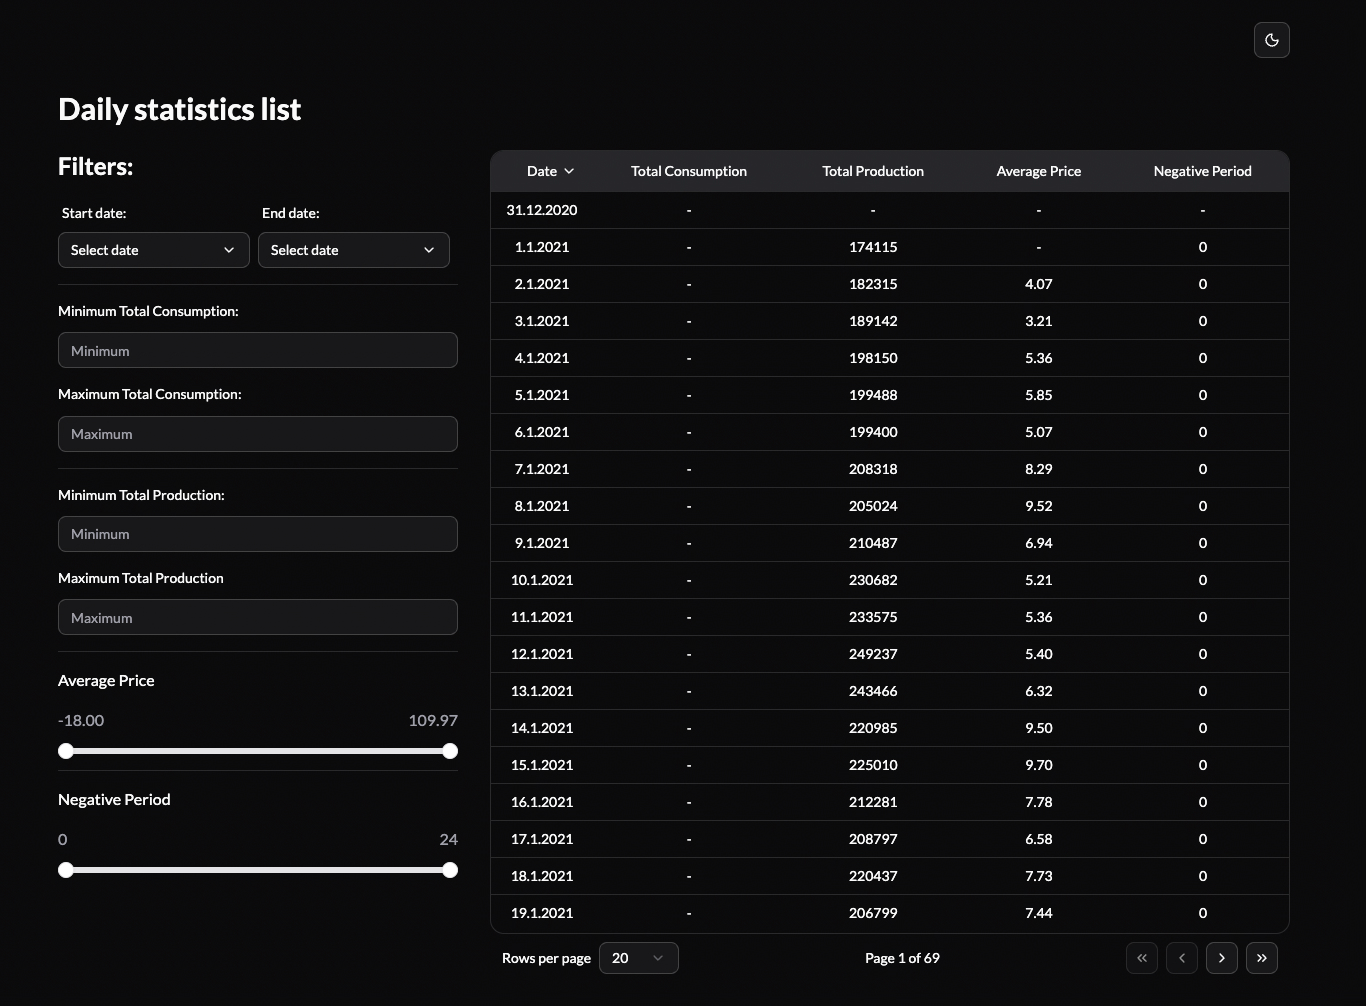 Daily statistics list
Filters:
Start date: End date:
Select date Select date
Minimum Total Consumption:
Minimum
Maximum Total Consumption:
Maximum
Minimum Total Production:
Minimum
Maximum Total Production
Maximum
Average Price
-18.00 109.97
Negative Period
0 24
Date Total Consumption Total Production Average Price Negative Period
31.12.2020 - - - -
1.1.2021 - 174115 - 0
2.1.2021 - 182315 4.07 0
3.1.2021 - 189142 3.21 0
4.1.2021 - 198150 5.36 0
5.1.2021 - 199488 5.85 0
6.1.2021 - 199400 5.07 0
7.1.2021 - 208318 8.29 0
8.1.2021 - 205024 9.52 0
9.1.2021 - 210487 6.94 0
10.1.2021 - 230682 5.21 0
11.1.2021 - 233575 5.36 0
12.1.2021 - 249237 5.40 0
13.1.2021 - 243466 6.32 0
14.1.2021 - 220985 9.50 0
15.1.2021 - 225010 9.70 0
16.1.2021 - 212281 7.78 0
17.1.2021 - 208797 6.58 0
18.1.2021 - 220437 7.73 0
19.1.2021 - 206799 7.44 0
Rows per page 20 Page 1 of 69